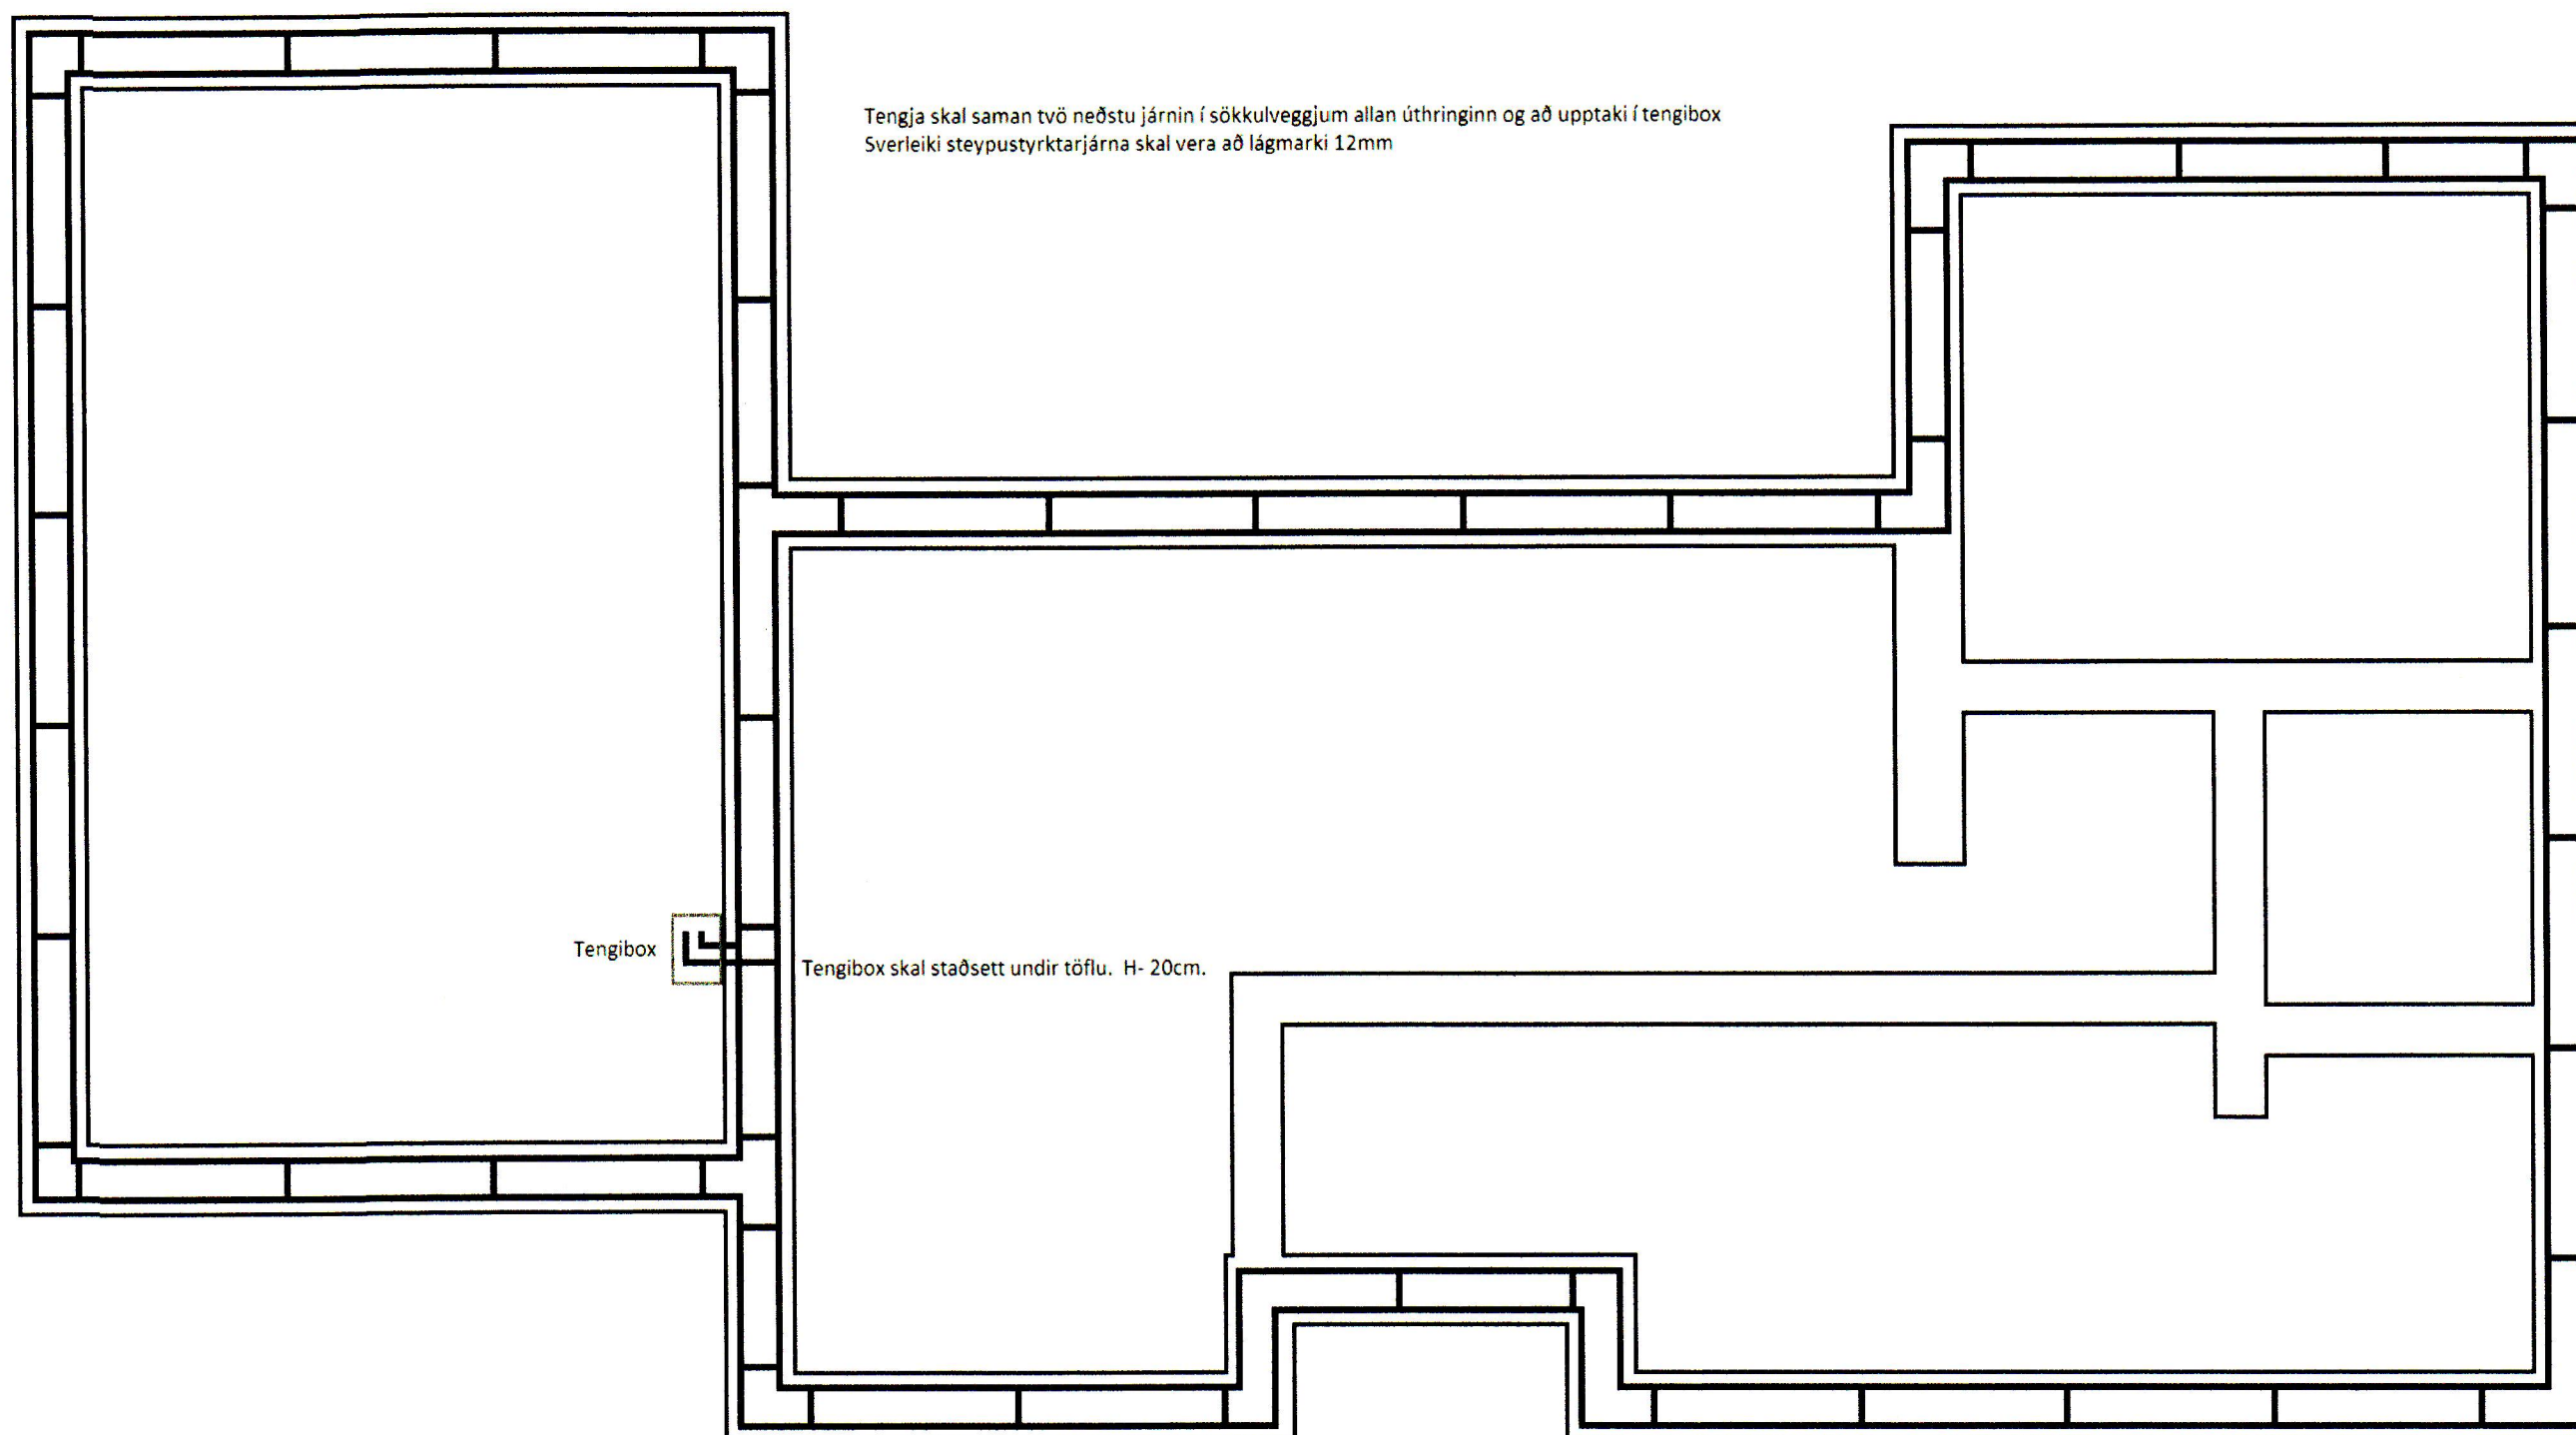 Tengja skal saman tvö neðstu járnin í sökkulveggjum allan úthringinn og að upptaki í tengibox
Sverleiki steypustyrktarjárna skal vera að lágmarki 12mm
Tengibox
Tengibox skal staðsett undir töflu. H- 20cm.